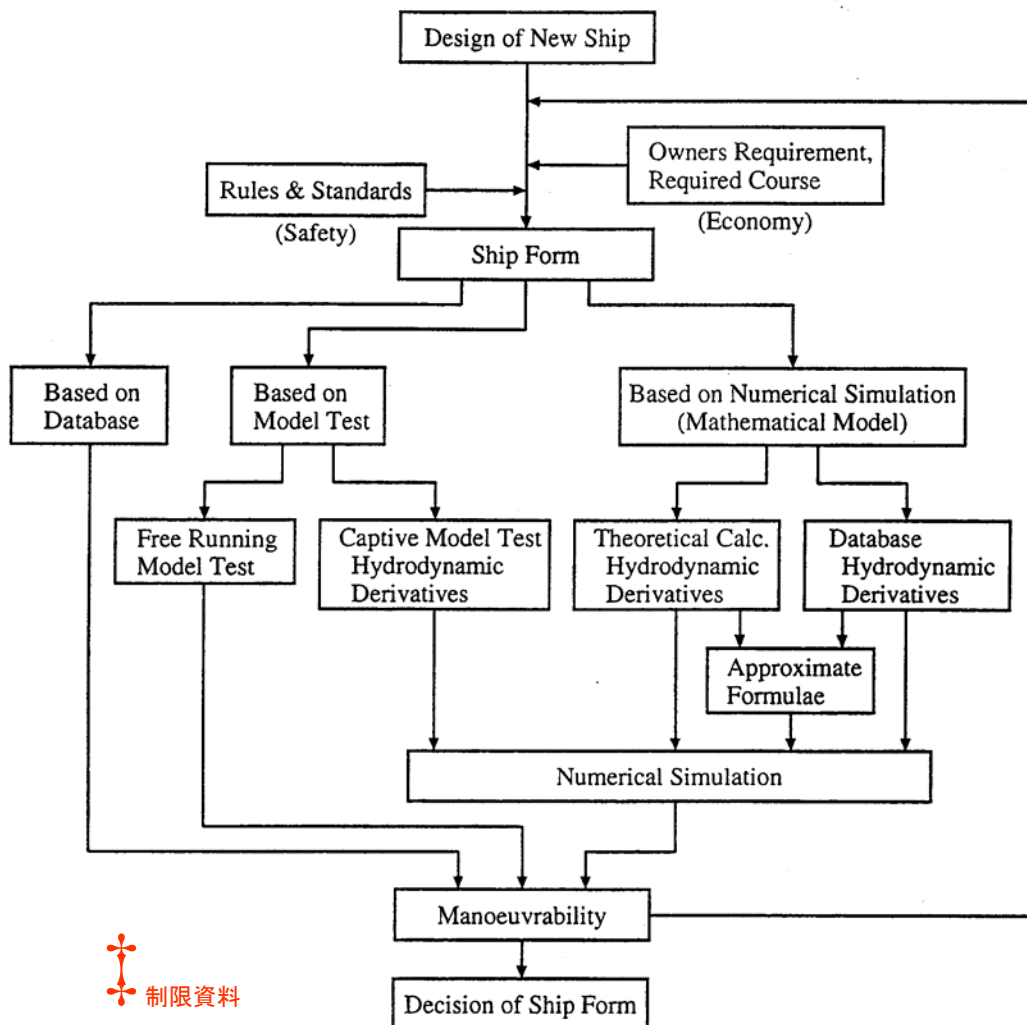 Design of New Ship
Owners Requirement,
Required Course
(Economy)
Rules & Standards
(Safety)
Ship Form
Based on
Database
Based on
Model Test
Based on Numerical Simulation
(Mathematical Model)
Free Running
Model Test
Captive Model Test
Hydrodynamic
Derivatives
Theoretical Calc.
Hydrodynamic
Derivatives
Database
Hydrodynamic
Derivatives
Approximate
Formulae
Numerical Simulation
Manoeuvrability
Decision of Ship Form
制限資料